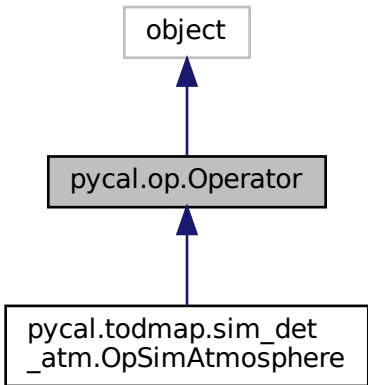 object
pycal.op.Operator
pycal.todmap.sim_det
_atm.OpSimAtmosphere